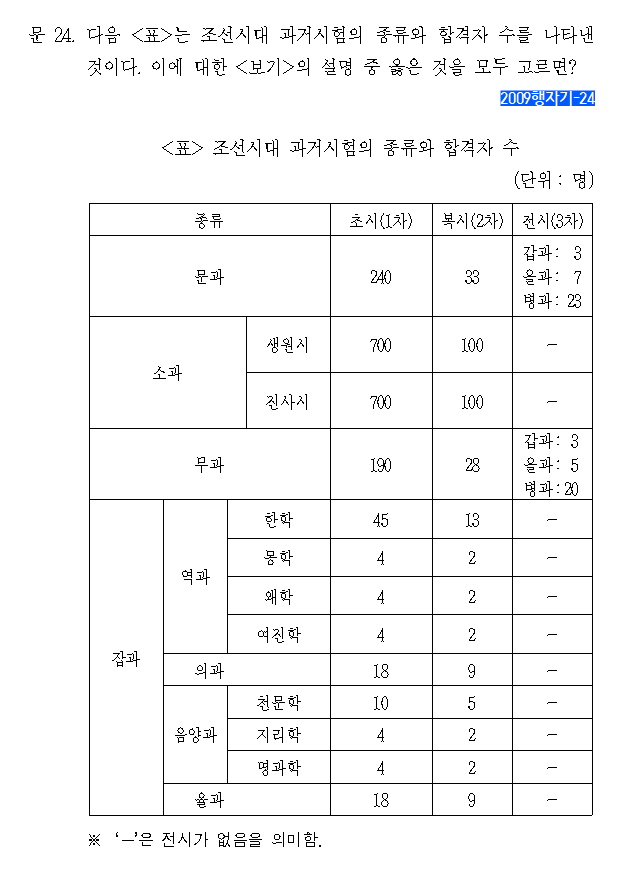 문 24. 다음 <표>는 조선시대 과거시험의 종류와 합격자 수를 나타낸
것이다. 이에 대한 <보기>의 설명 중 옳은 것을 모두 고르면?
2009행자기-24
<표> 조선시대 과거시험의 종류와 합격자 수
(단위 : 명)
종류 초시(1차) 복시(2차) 전시(3차)
문과 240 33 갑과: 3
을과: 7
병과: 23
소과 생원시 700 100 -
진사시 700 100 -
무과 190 28 갑과: 3
을과: 5
병과:20
잡과 역과 한학 45 13 -
몽학 4 2 -
왜학 4 2 -
여진학 4 2 -
의과 18 9 -
음양과 천문학 10 5 -
지리학 4 2 -
명과학 4 2 -
율과 18 9 -
※ ‘-’은 전시가 없음을 의미함.